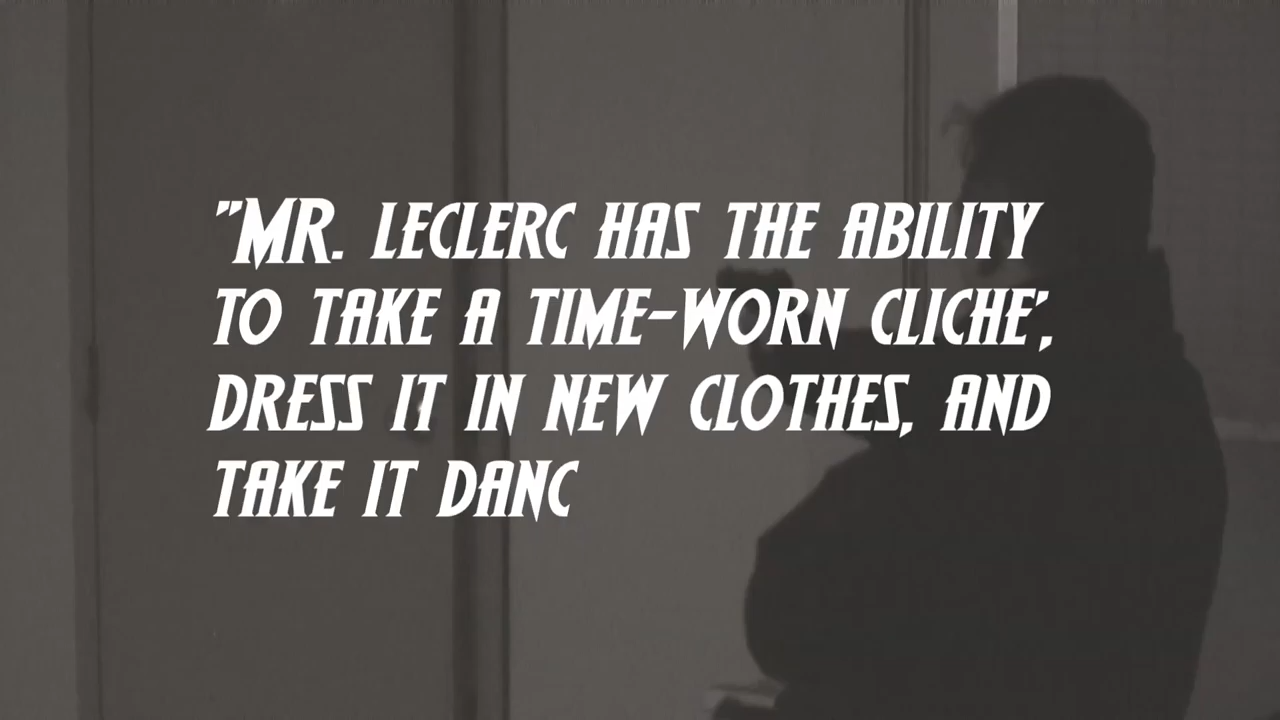 "MR. LECLERC HAS THE ABILITY
TO TAKE A TIME-WORN CLICHE',
DRESS IT IN NEW CLOTHES, AND
TAKE IT DANC